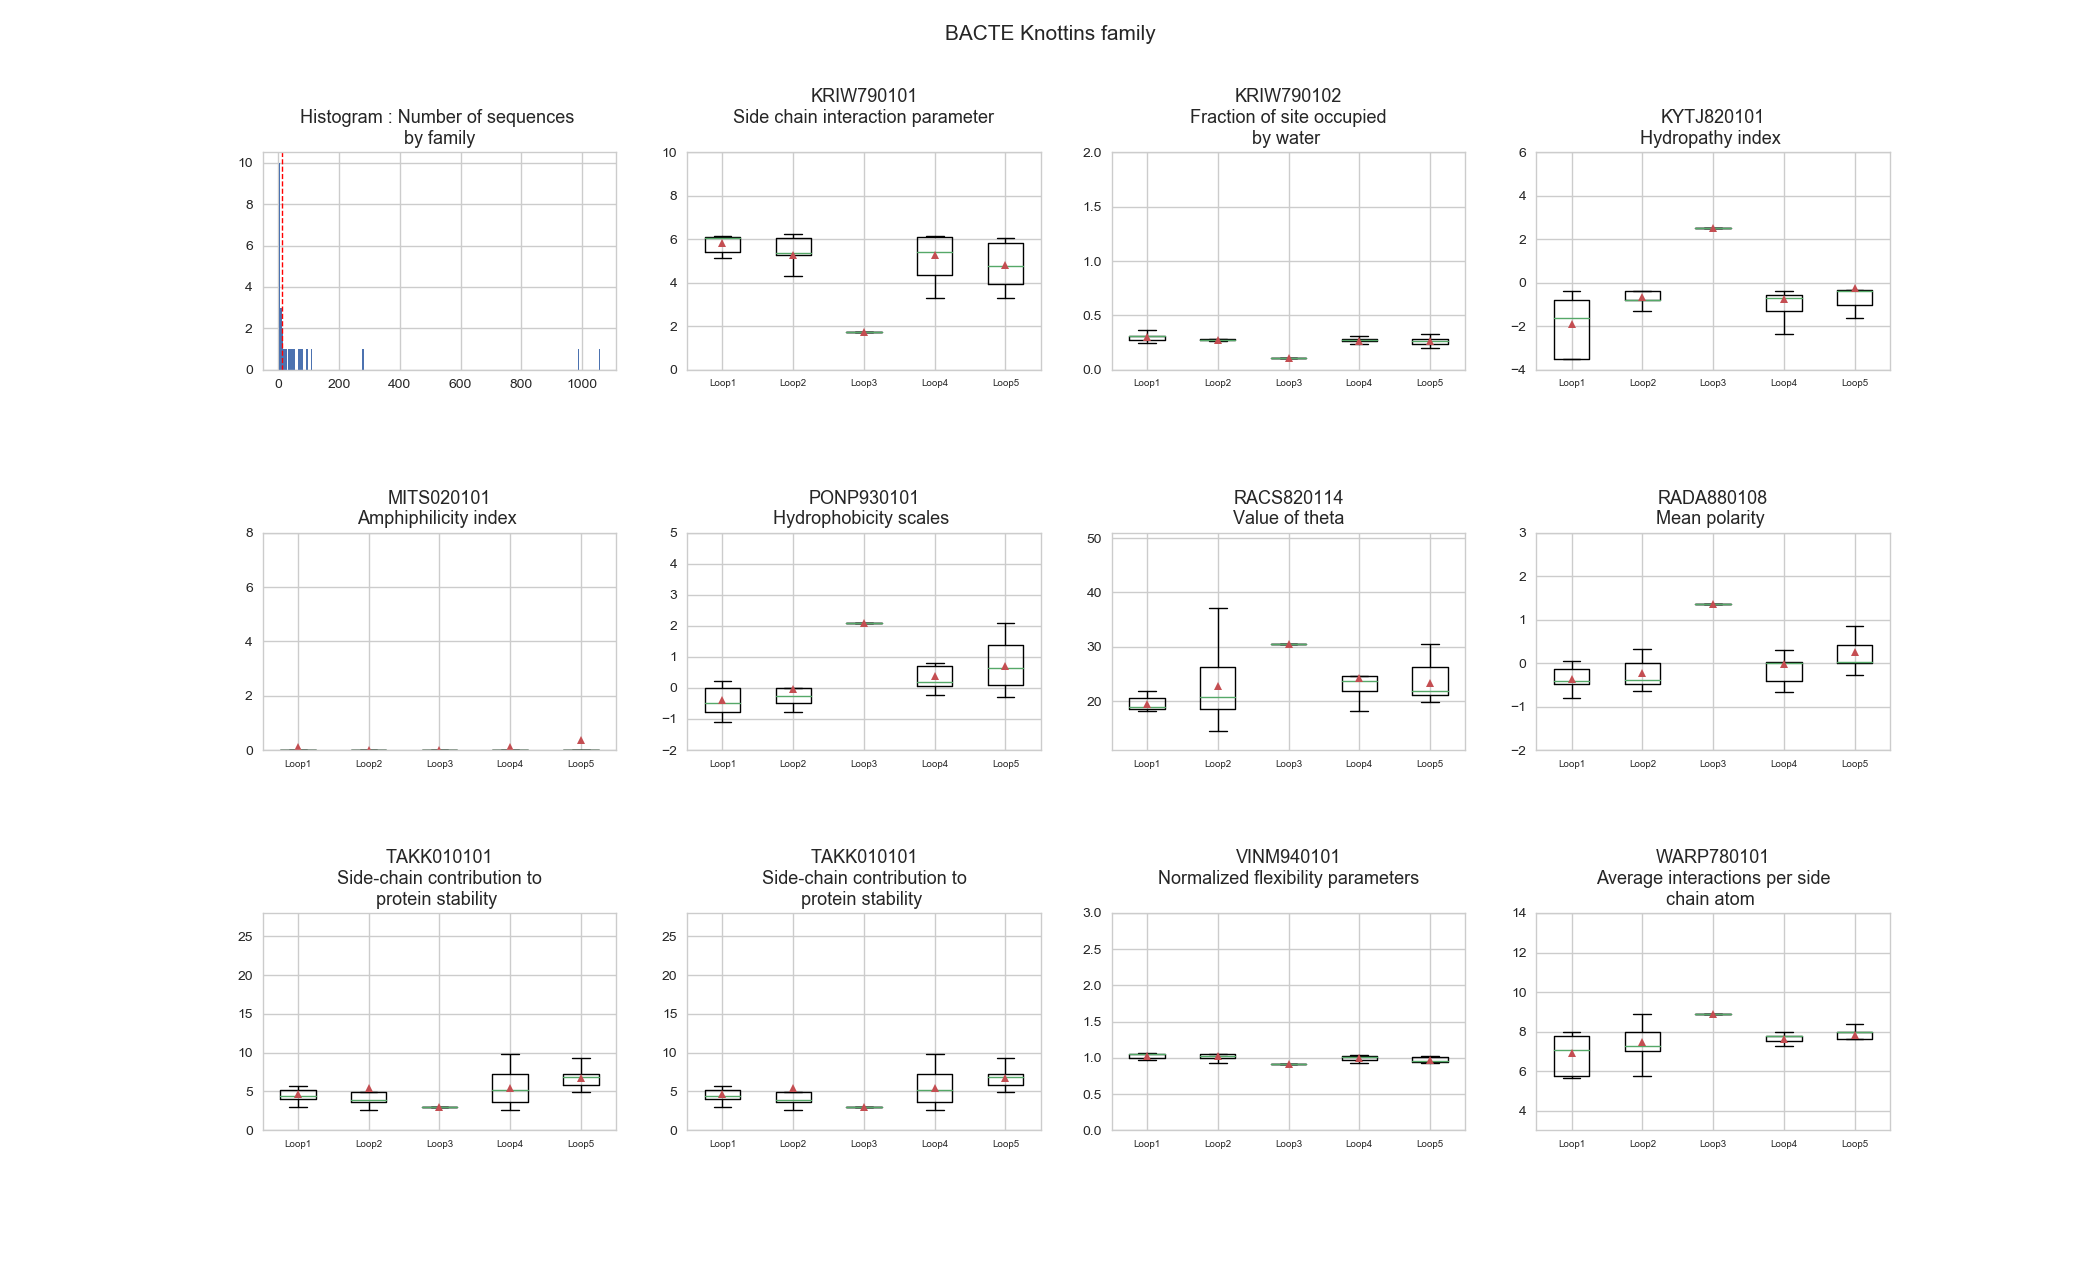 BACTE Knottins family
Histogram : Number of sequences
by family
10
8
6
4
2
0
0 200 400 600 800 1000
KRIW790101
Side chain interaction parameter
10
8
6
4
2
0
Loop1 Loop2 Loop3 Loop4 Loop5
KRIW790102
Fraction of site occupied
by water
2.0
1.5
1.0
0.5
0.0
Loop1 Loop2 Loop3 Loop4 Loop5
KYTJ820101
Hydropathy index
6
4
2
0
−2
−4
Loop1 Loop2 Loop3 Loop4 Loop5
MITS020101
Amphiphilicity index
8
6
4
2
0
Loop1 Loop2 Loop3 Loop4 Loop5
PONP930101
Hydrophobicity scales
5
4
3
2
1
0
−1
−2
Loop1 Loop2 Loop3 Loop4 Loop5
RACS820114
Value of theta
50
40
30
20
Loop1 Loop2 Loop3 Loop4 Loop5
RADA880108
Mean polarity
3
2
1
0
−1
−2
Loop1 Loop2 Loop3 Loop4 Loop5
TAKK010101
Side-chain contribution to
protein stability
25
20
15
10
5
0
Loop1 Loop2 Loop3 Loop4 Loop5
TAKK010101
Side-chain contribution to
protein stability
25
20
15
10
5
0
Loop1 Loop2 Loop3 Loop4 Loop5
VINM940101
Normalized flexibility parameters
3.0
2.5
2.0
1.5
1.0
0.5
0.0
Loop1 Loop2 Loop3 Loop4 Loop5
WARP780101
Average interactions per side
chain atom
14
12
10
8
6
4
Loop1 Loop2 Loop3 Loop4 Loop5